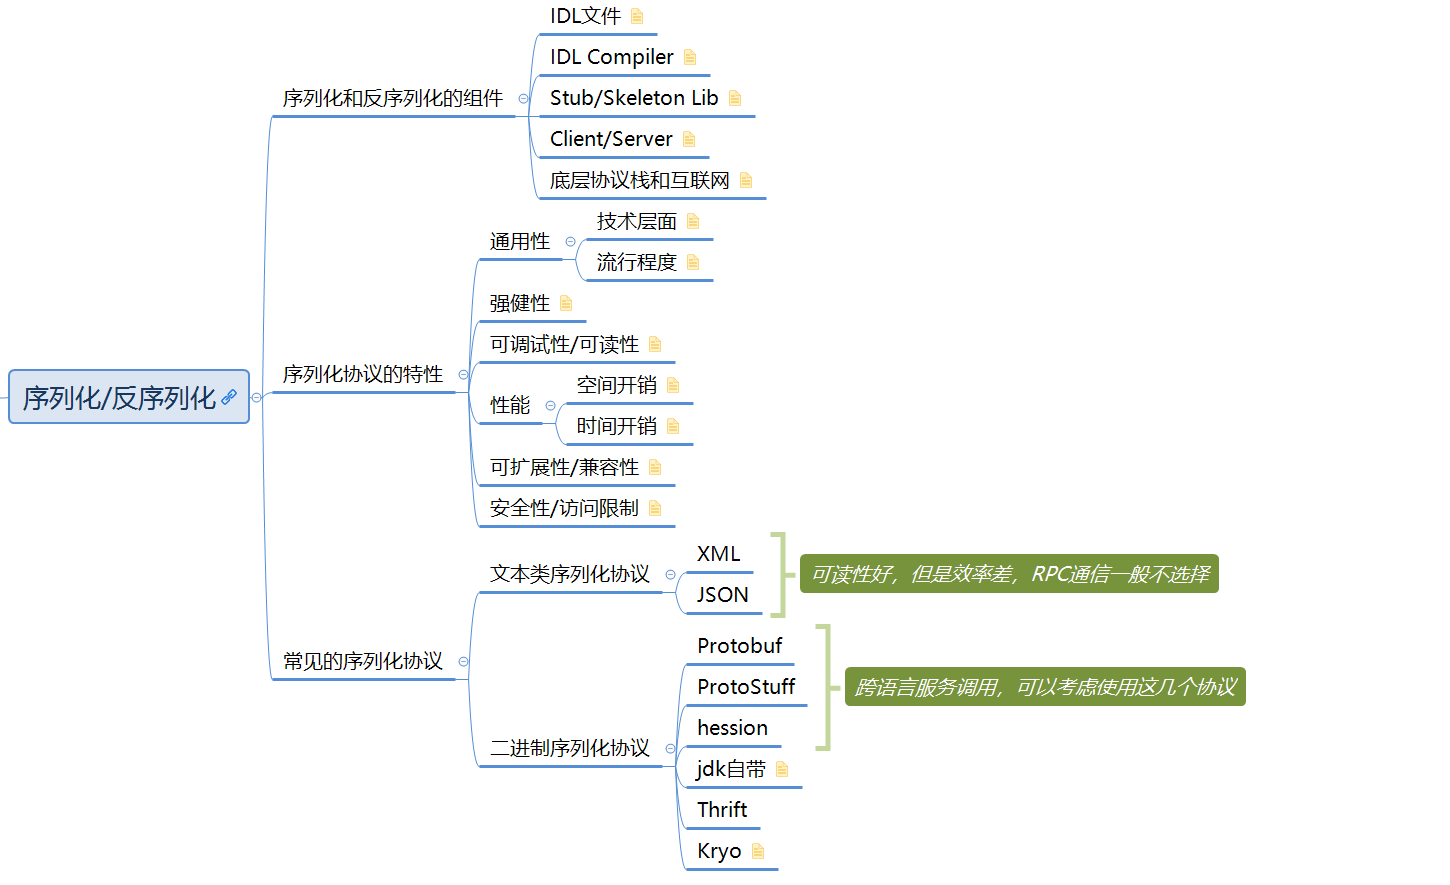 序列化/反序列化
序列化和反序列化的组件
IDL文件
IDL Compiler
Stub/Skeleton Lib
Client/Server
底层协议栈和互联网
序列化协议的特性
通用性
技术层面
流行程度
强健性
可调试性/可读性
性能
空间开销
时间开销
可扩展性/兼容性
安全性/访问限制
常见的序列化协议
文本类序列化协议
XML
JSON
可读性好，但是效率差，RPC通信一般不选择
二进制序列化协议
Protobuf
ProtoStuff
hession
跨语言服务调用，可以考虑使用这几个协议
jdk自带
Thrift
Kryo